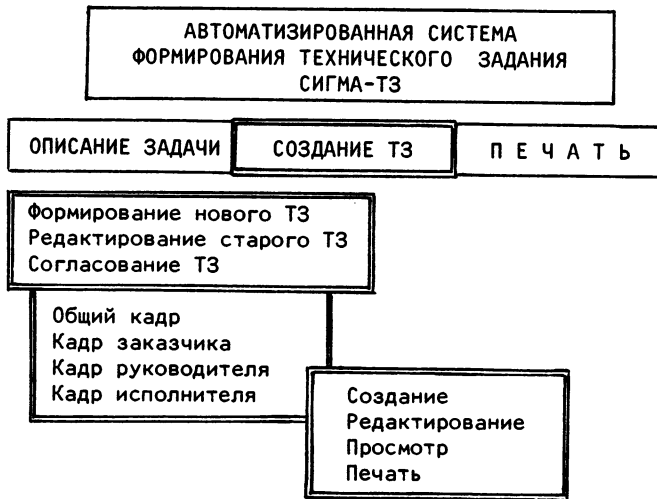 АВТОМАТИЗИРОВАННАЯ СИСТЕМА
ФОРМИРОВАНИЯ ТЕХНИЧЕСКОГО ЗАДАНИЯ
СИГМА-ТЗ
ОПИСАНИЕ ЗАДАЧИ СОЗДАНИЕ ТЗ П Е Ч А Т Ь
Формирование нового ТЗ
Редактирование старого ТЗ
Согласование ТЗ
Общий кадр
Кадр заказчика
Кадр руководителя
Кадр исполнителя
Создание
Редактирование
Просмотр
Печать